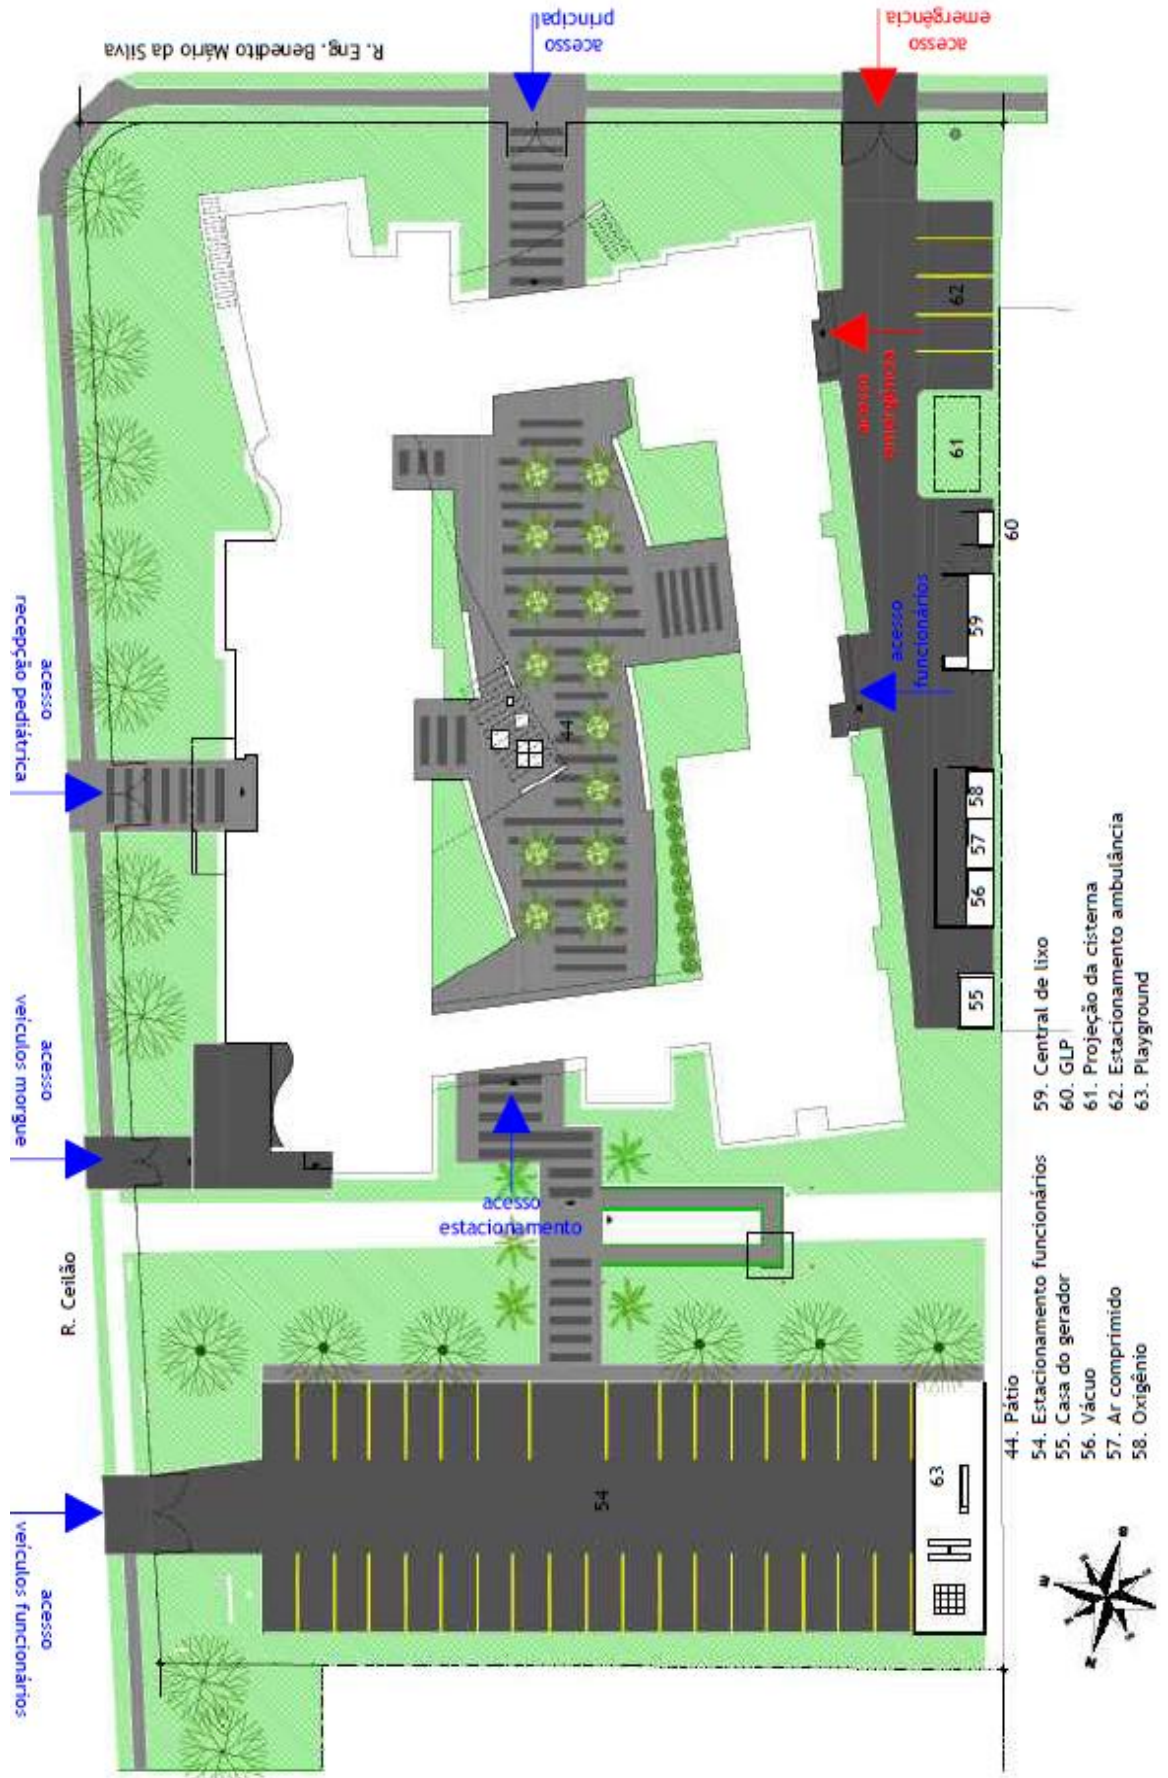 R. Eng. Benedito Mário da Silva
acesso
principal
acesso
emergência
acesso
emergência
62
61
60
59
acesso
funcionários
58
57
56
55
44
acesso
recepção pediátrica
acesso
veículos morgue
R. Ceilão
acesso
estacionamento
acesso
veículos funcionários
54
63
44. Pátio
54. Estacionamento funcionários
55. Casa do gerador
56. Vácuo
57. Ar comprimido
58. Oxigênio
59. Central de lixo
60. GLP
61. Projeção da cisterna
62. Estacionamento ambulância
63. Playground